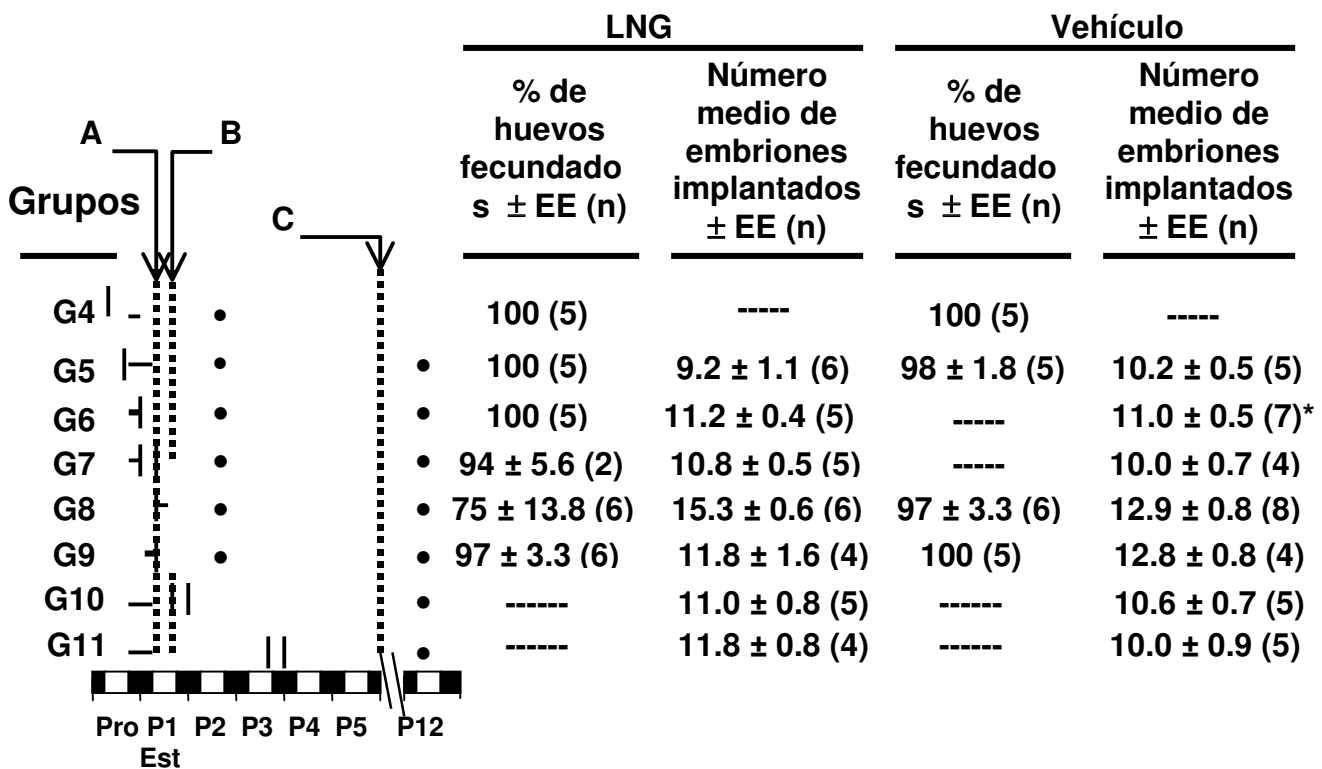 LNG Vehículo
% de huevos fecundado s ± EE (n)
Número medio de embriones implantados ± EE (n)
% de huevos fecundado s ± EE (n)
Número medio de embriones implantados ± EE (n)
A B
Grupos
C
G4 100 (5) ----- 100 (5) -----
G5 100 (5) 9.2 ± 1.1 (6) 98 ± 1.8 (5) 10.2 ± 0.5 (5)
G6 100 (5) 11.2 ± 0.4 (5) ----- 11.0 ± 0.5 (7)*
G7 94 ± 5.6 (2) 10.8 ± 0.5 (5) ----- 10.0 ± 0.7 (4)
G8 75 ± 13.8 (6) 15.3 ± 0.6 (6) 97 ± 3.3 (6) 12.9 ± 0.8 (8)
G9 97 ± 3.3 (6) 11.8 ± 1.6 (4) 100 (5) 12.8 ± 0.8 (4)
G10 ------ 11.0 ± 0.8 (5) ------ 10.6 ± 0.7 (5)
G11 ------ 11.8 ± 0.8 (4) ------ 10.0 ± 0.9 (5)
Pro P1 P2 P3 P4 P5 P12
Est